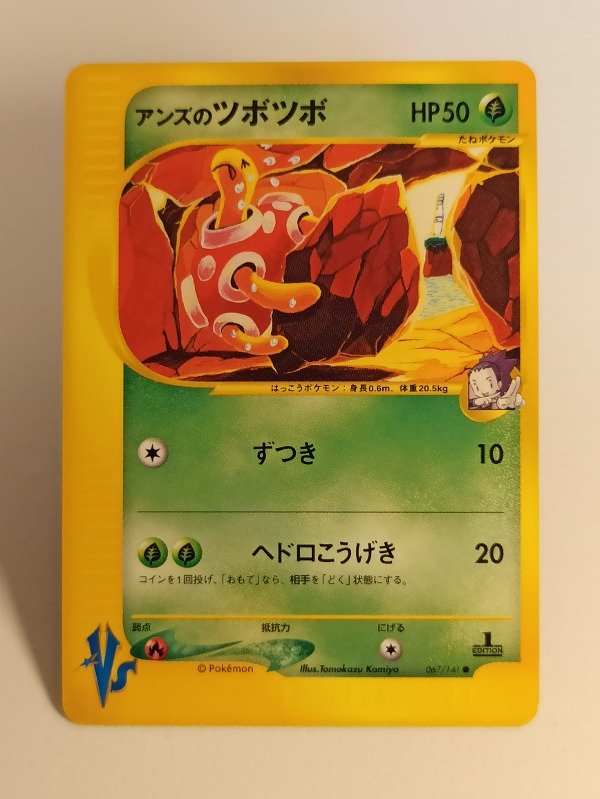 アンズのツボツボ HP50
たねポケモン
はっこうポケモン：身長0.6m、体重20.5kg
ずつき 10
ヘドロこうげき 20
コインを1回投げ、「おもて」なら、相手を「どく」状態にする。
弱点 抵抗力 にげる
1
EDITION
VS
© Pokémon Illus.Tomokazu Komiya 067/141